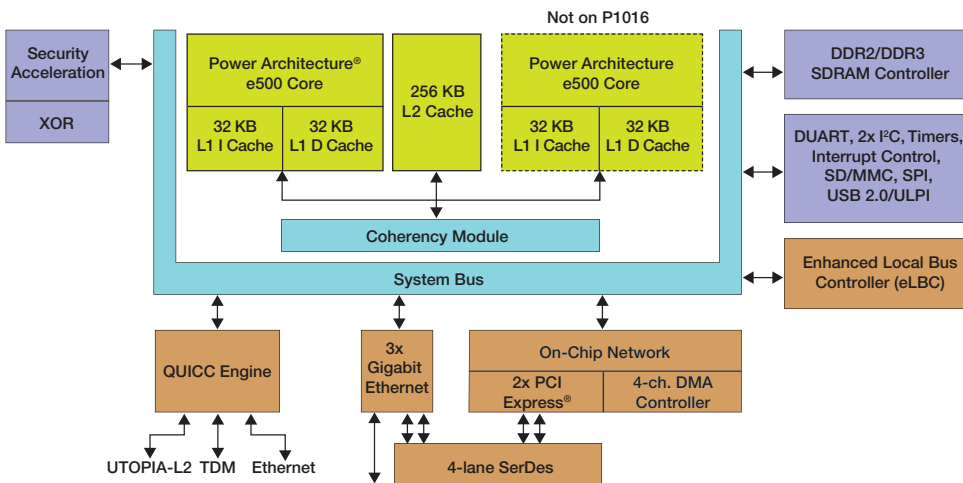 Not on P1016
Security
Acceleration
XOR
Power Architecture®
e500 Core
32 KB
L1 I Cache
32 KB
L1 D Cache
256 KB
L2 Cache
Power Architecture
e500 Core
32 KB
L1 I Cache
32 KB
L1 D Cache
Coherency Module
System Bus
DDR2/DDR3
SDRAM Controller
DUART, 2x I²C, Timers,
Interrupt Control,
SD/MMC, SPI,
USB 2.0/ULPI
Enhanced Local Bus
Controller (eLBC)
QUICC Engine
3x
Gigabit
Ethernet
On-Chip Network
2x PCI
Express®
4-ch. DMA
Controller
UTOPIA-L2
TDM
Ethernet
4-lane SerDes